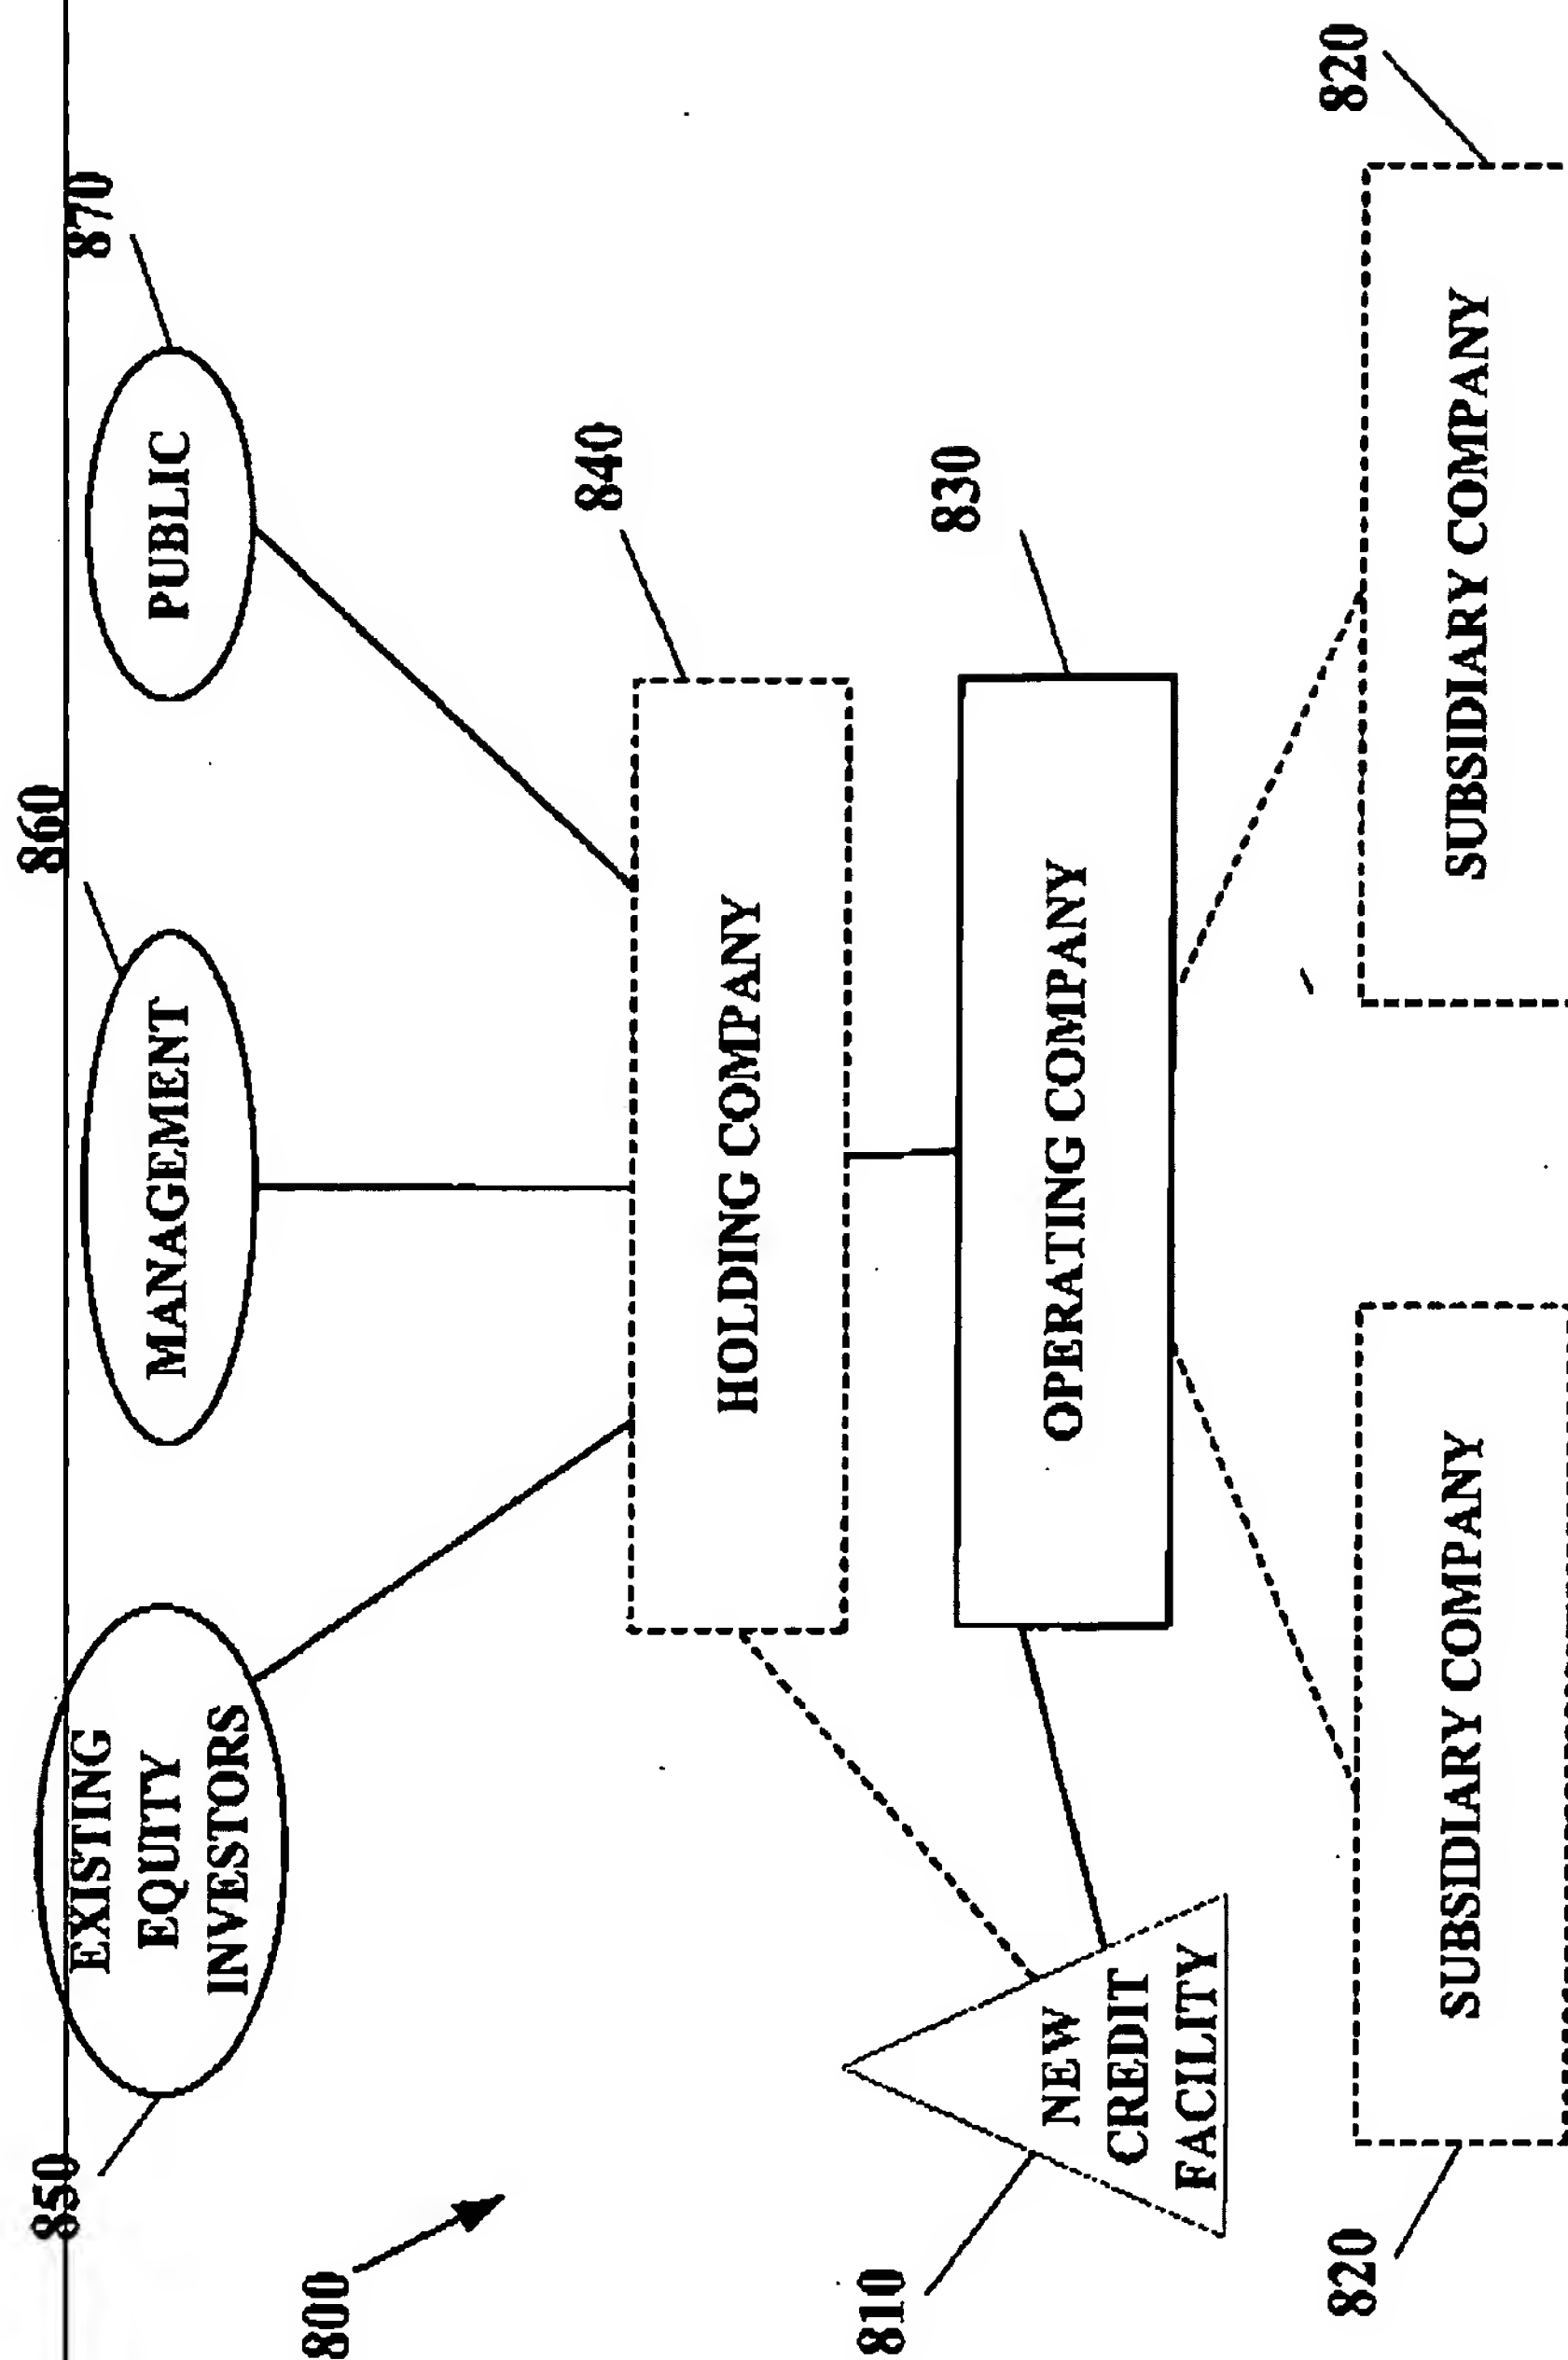 850
860
870
EXISTING
EQUITY
INVESTORS
MANAGEMENT
PUBLIC
800
840
HOLDING COMPANY
810
830
NEW
CREDIT
FACILITY
OPERATING COMPANY
820
820
SUBSIDIARY COMPANY
SUBSIDIARY COMPANY